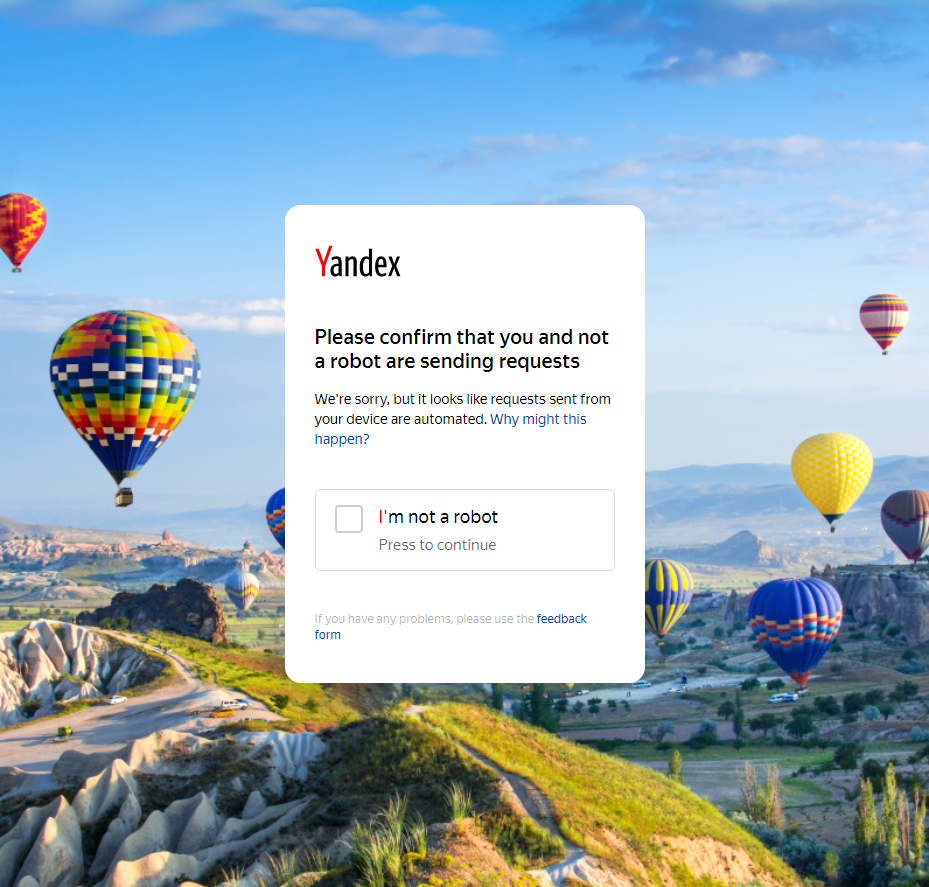 Yandex
Please confirm that you and not
a robot are sending requests
We're sorry, but it looks like requests sent from
your device are automated. Why might this
happen?
I'm not a robot
Press to continue
If you have any problems, please use the feedback
form